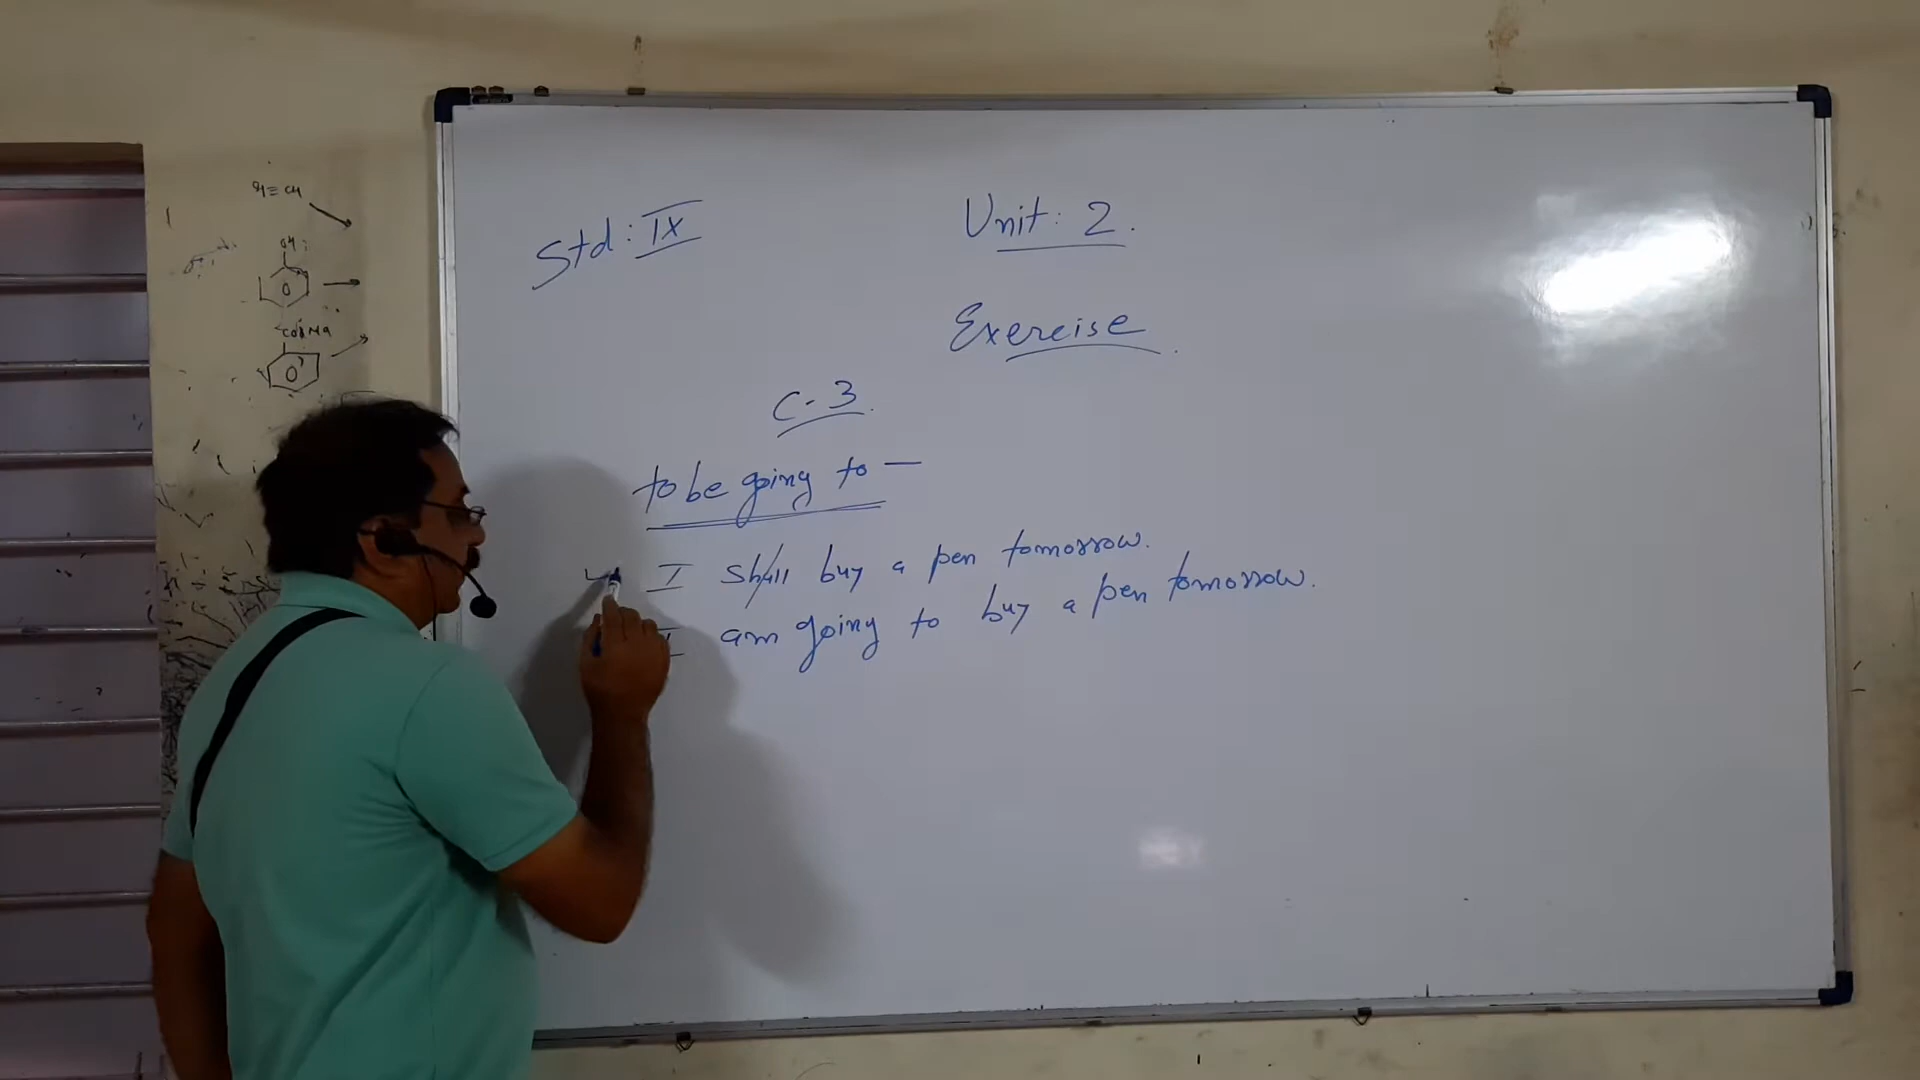 Std: IX
Unit: 2.
Exercise.
C-3.
to be going to —
I shall buy a pen tomorrow.
I am going to buy a pen tomorrow.
OH